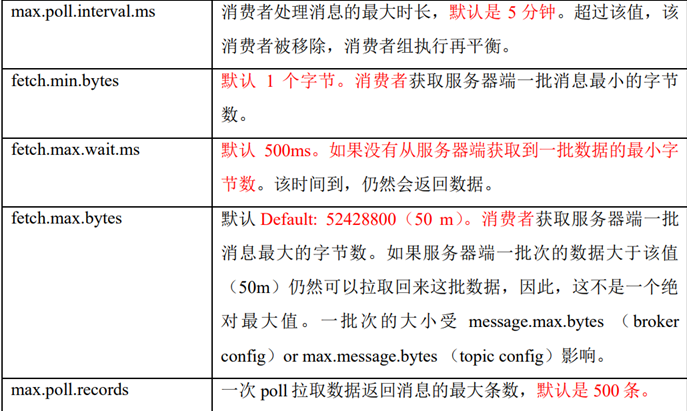 max.poll.interval.ms
消费者处理消息的最大时长，默认是 5 分钟。超过该值，该
消费者被移除，消费者组执行再平衡。
fetch.min.bytes
默认 1 个字节。消费者获取服务器端一批消息最小的字节
数。
fetch.max.wait.ms
默认 500ms。如果没有从服务器端获取到一批数据的最小字
节数。该时间到，仍然会返回数据。
fetch.max.bytes
默认 Default: 52428800（50 m）。消费者获取服务器端一批
消息最大的字节数。如果服务器端一批次的数据大于该值
（50m）仍然可以拉取回来这批数据，因此，这不是一个绝
对最大值。一批次的大小受 message.max.bytes （broker
config）or max.message.bytes （topic config）影响。
max.poll.records
一次 poll 拉取数据返回消息的最大条数，默认是 500 条。